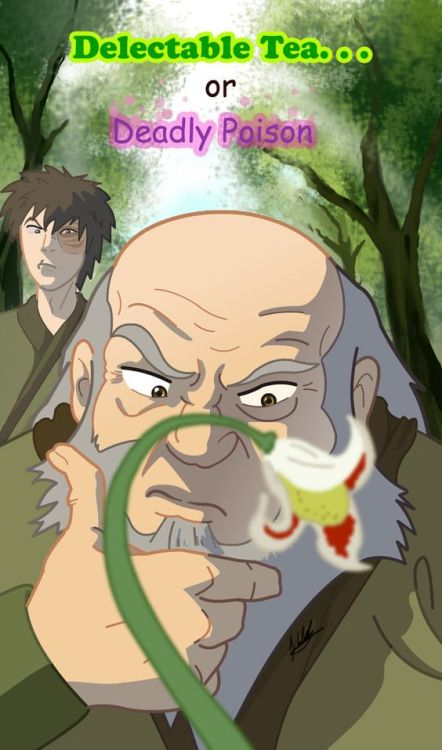 Delectable Tea. . .
or
Deadly Poison